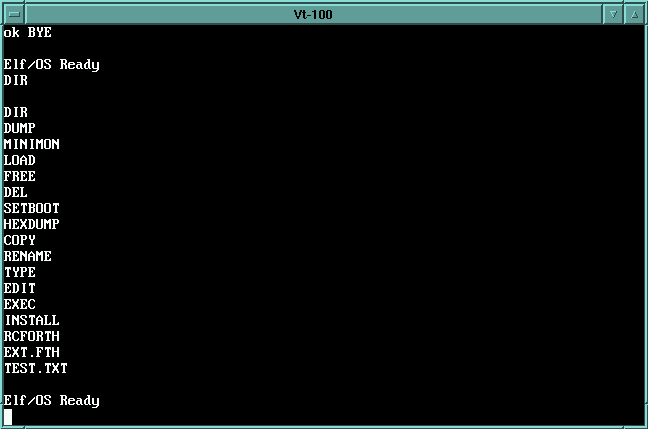 Vt-100
ok BYE
Elf/OS Ready
DIR
DIR
DUMP
MINIMON
LOAD
FREE
DEL
SETBOOT
HEXDUMP
COPY
RENAME
TYPE
EDIT
EXEC
INSTALL
RCFORTH
EXT.FTH
TEST.TXT
Elf/OS Ready